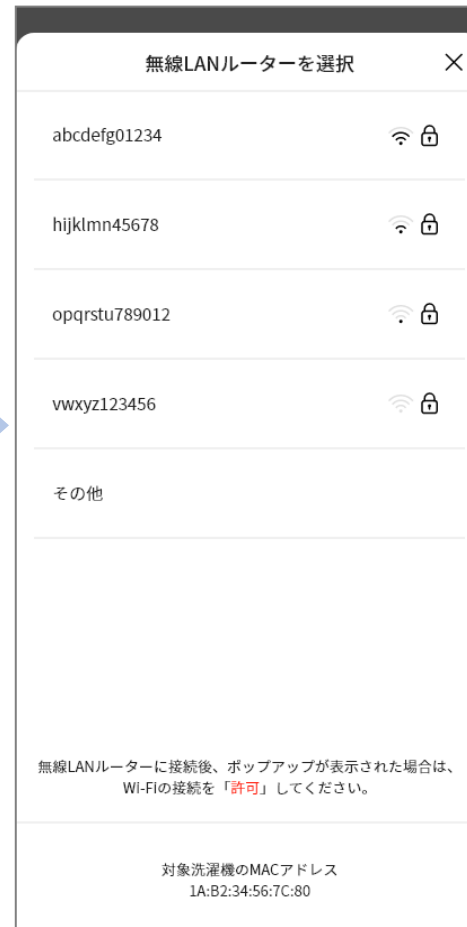 無線LANルーターを選択
abcdefg01234
hijklmn45678
opqrstu789012
vwxyz123456
その他
無線LANルーターに接続後、ポップアップが表示された場合は、
Wi-Fiの接続を「許可」してください。
対象洗濯機のMACアドレス
1A:B2:34:56:7C:80